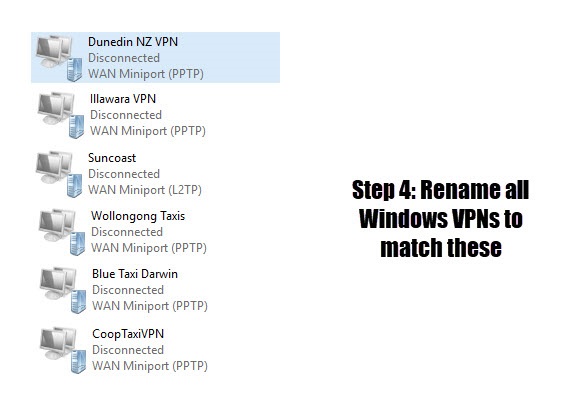 Dunedin NZ VPN
Disconnected
WAN Miniport (PPTP)
Illawara VPN
Disconnected
WAN Miniport (PPTP)
Suncoast
Disconnected
WAN Miniport (L2TP)
Wollongong Taxis
Disconnected
WAN Miniport (PPTP)
Blue Taxi Darwin
Disconnected
WAN Miniport (PPTP)
CoopTaxiVPN
Disconnected
WAN Miniport (PPTP)
Step 4: Rename all
Windows VPNs to
match these